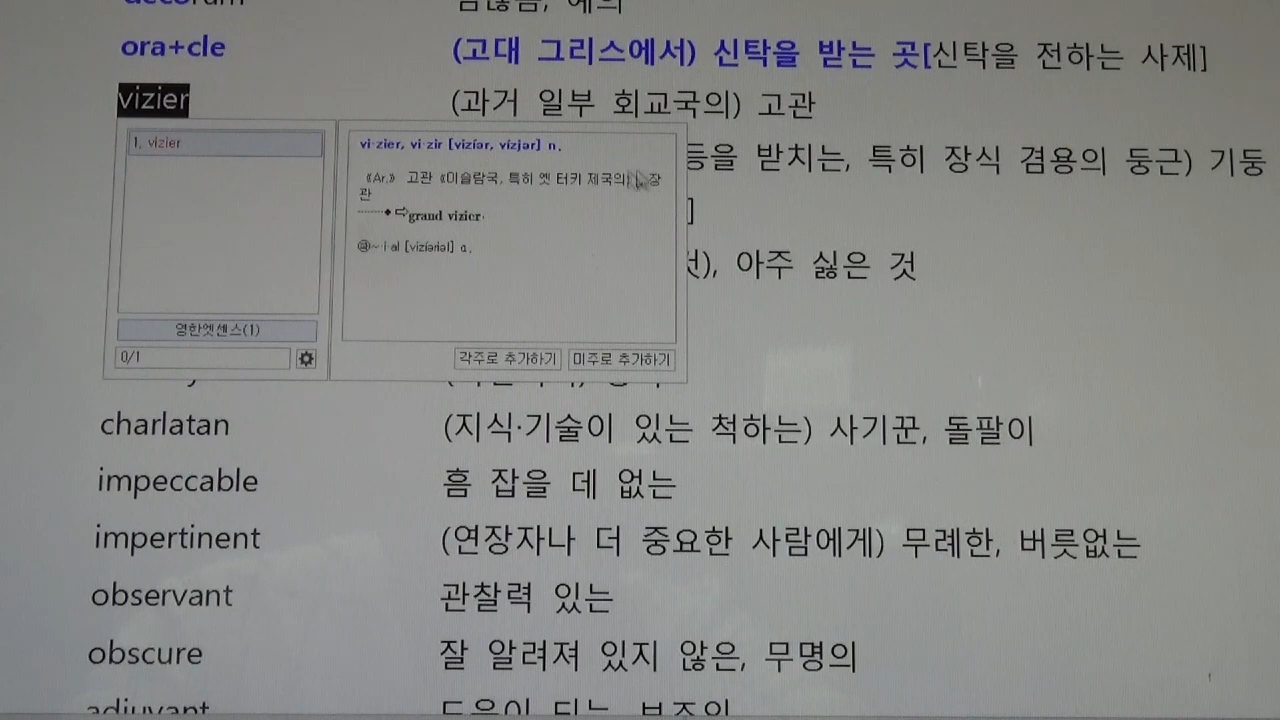 ora+cle (고대 그리스에서) 신탁을 받는 곳[신탁을 전하는 사제]
vizier (과거 일부 회교국의) 고관
등을 받치는, 특히 장식 겸용의 둥근) 기둥
]
것), 아주 싫은 것
1. vizier
영한엣센스(1)
0/1
vi·zier, vi·zir [viziər, vízjər] n.
《Ar.》 고관 《이슬람국, 특히 옛 터키 제국의》, 장
관
⇨grand vizier.
@~·i·al [viziəriəl] a.
각주로 추가하기 미주로 추가하기
charlatan (지식·기술이 있는 척하는) 사기꾼, 돌팔이
impeccable 흠 잡을 데 없는
impertinent (연장자나 더 중요한 사람에게) 무례한, 버릇없는
observant 관찰력 있는
obscure 잘 알려져 있지 않은, 무명의